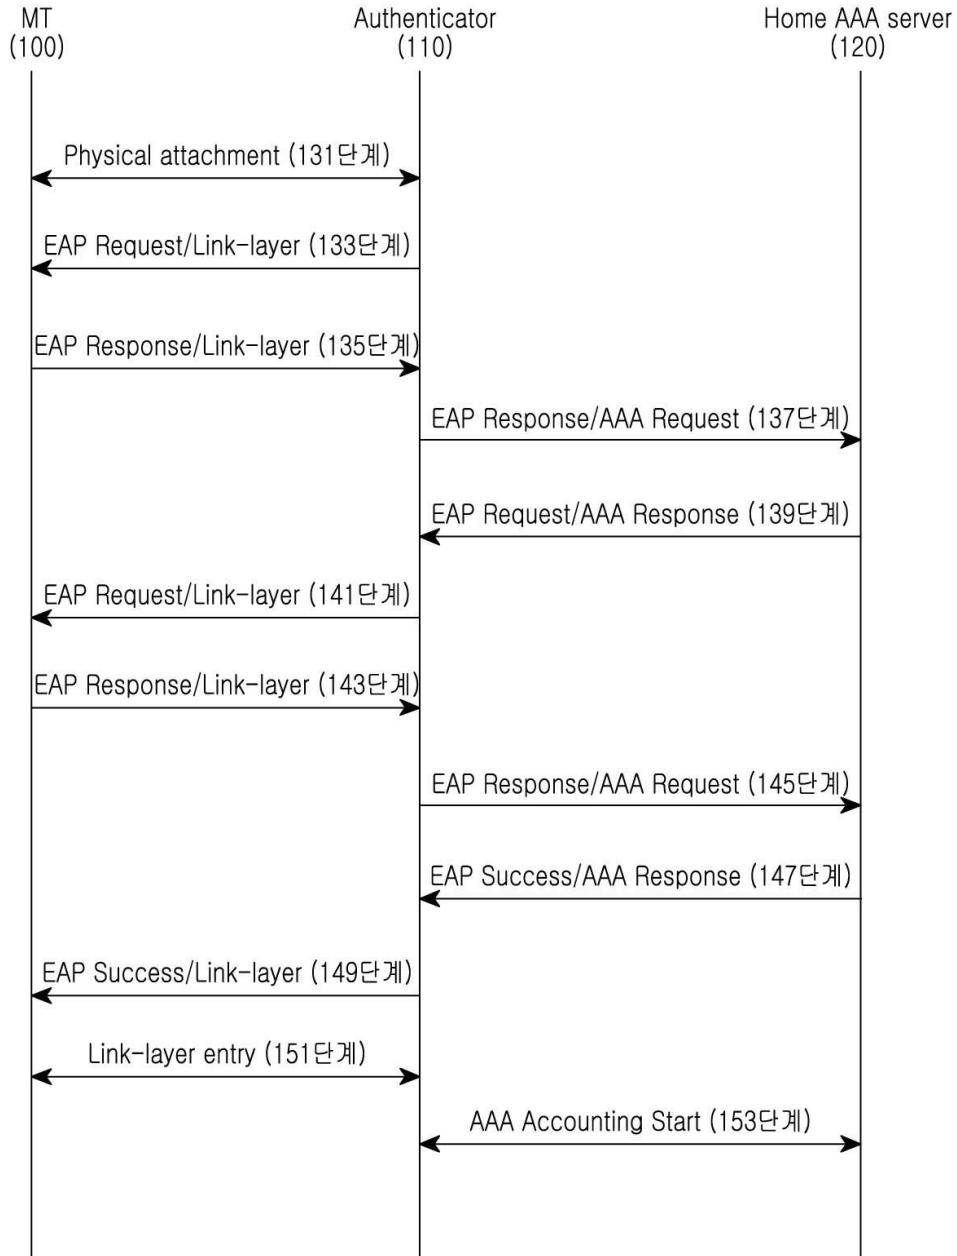 MT
(100)
Authenticator
(110)
Home AAA server
(120)
Physical attachment (131단계)
EAP Request/Link-layer (133단계)
EAP Response/Link-layer (135단계)
EAP Response/AAA Request (137단계)
EAP Request/AAA Response (139단계)
EAP Request/Link-layer (141단계)
EAP Response/Link-layer (143단계)
EAP Response/AAA Request (145단계)
EAP Success/AAA Response (147단계)
EAP Success/Link-layer (149단계)
Link-layer entry (151단계)
AAA Accounting Start (153단계)